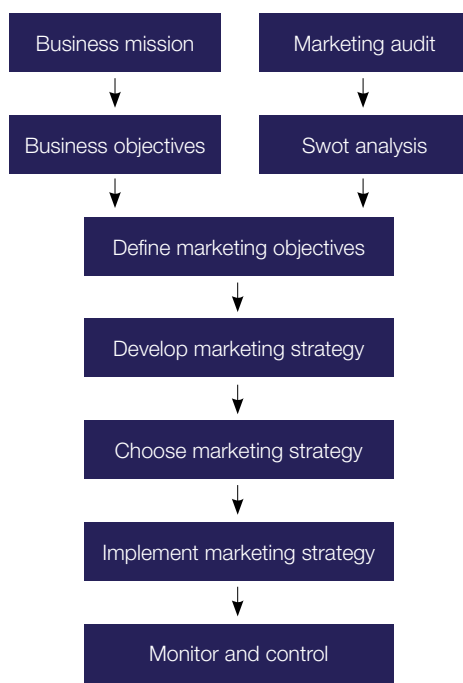 Business mission
Marketing audit
Business objectives
Swot analysis
Define marketing objectives
Develop marketing strategy
Choose marketing strategy
Implement marketing strategy
Monitor and control